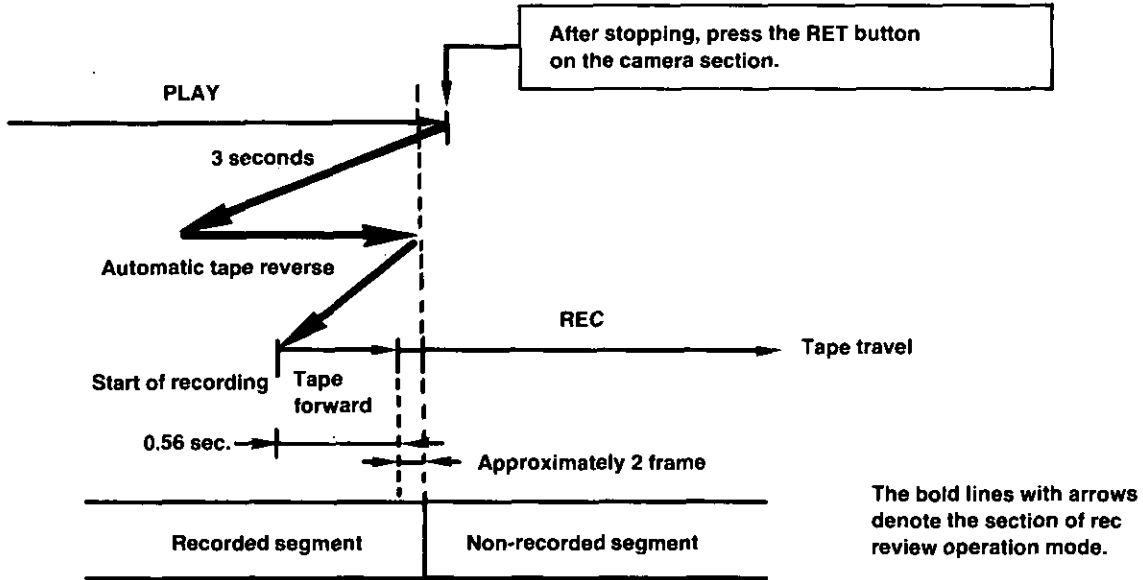 After stopping, press the RET button
on the camera section.
PLAY
3 seconds
Automatic tape reverse
REC
Tape travel
Start of recording
Tape
forward
0.56 sec.
Approximately 2 frame
The bold lines with arrows
denote the section of rec
review operation mode.
Recorded segment
Non-recorded segment